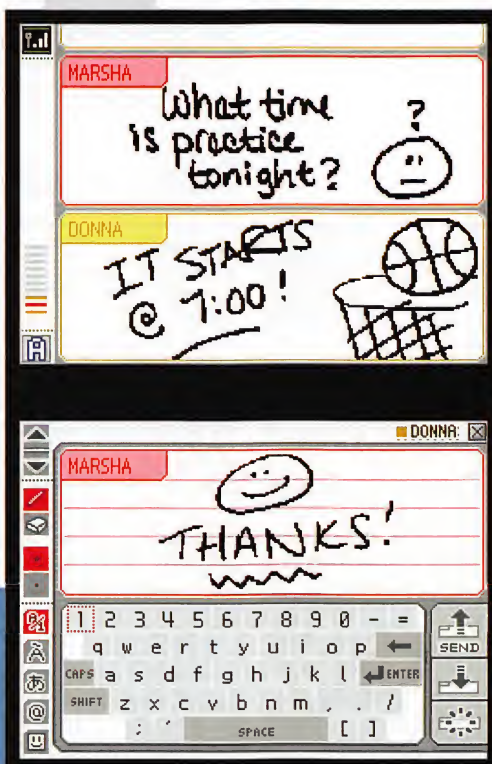 MARSHA
What time
is practice
tonight?
?
DONNA
IT STARTS
@ 7:00!
A
DONNA:
MARSHA
THANKS!
1 2 3 4 5 6 7 8 9 0 - =
q w e r t y u i o p
CAPS a s d f g h j k l ENTER
SHIFT z x c v b n m , . /
; ' SPACE [ ]
SEND
À
あ
@